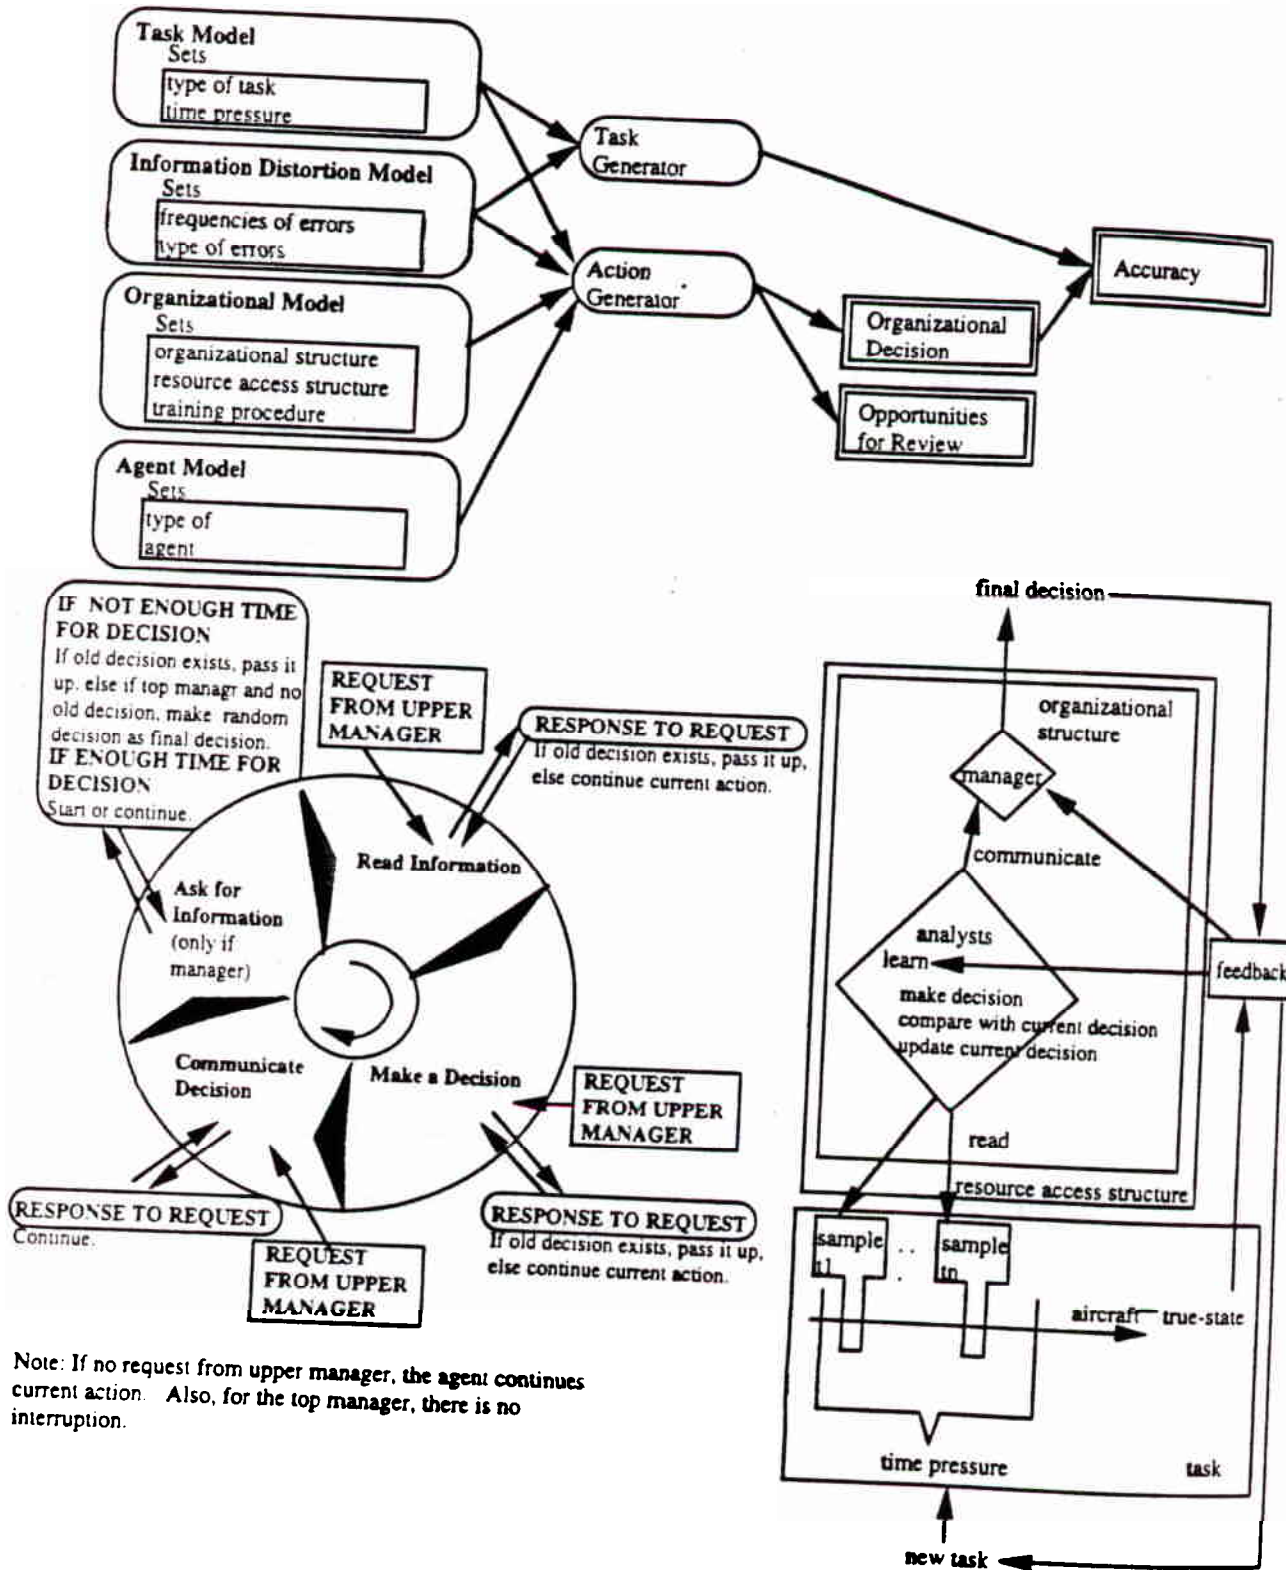 Task Model
Sets
type of task
time pressure
Information Distortion Model
Sets
frequencies of errors
type of errors
Organizational Model
Sets
organizational structure
resource access structure
training procedure
Agent Model
Sets
type of
agent
Task
Generator
Action
Generator
Organizational
Decision
Opportunities
for Review
Accuracy
IF NOT ENOUGH TIME
FOR DECISION
If old decision exists, pass it
up. else if top managr and no
old decision, make random
decision as final decision.
IF ENOUGH TIME FOR
DECISION
Start or continue.
REQUEST
FROM UPPER
MANAGER
RESPONSE TO REQUEST
If old decision exists, pass it up,
else continue current action.
Read Information
Ask for
Information
(only if
manager)
Communicate
Decision
Make a Decision
REQUEST
FROM UPPER
MANAGER
RESPONSE TO REQUEST
Continue.
REQUEST
FROM UPPER
MANAGER
RESPONSE TO REQUEST
If old decision exists, pass it up,
else continue current action.
Note: If no request from upper manager, the agent continues
current action. Also, for the top manager, there is no
interruption.
final decision
organizational
structure
manager
communicate
analysts
learn
feedback
make decision
compare with current decision
update current decision
read
resource access structure
sample
t1
. .
.
sample
tn
aircraft true-state
time pressure
task
new task